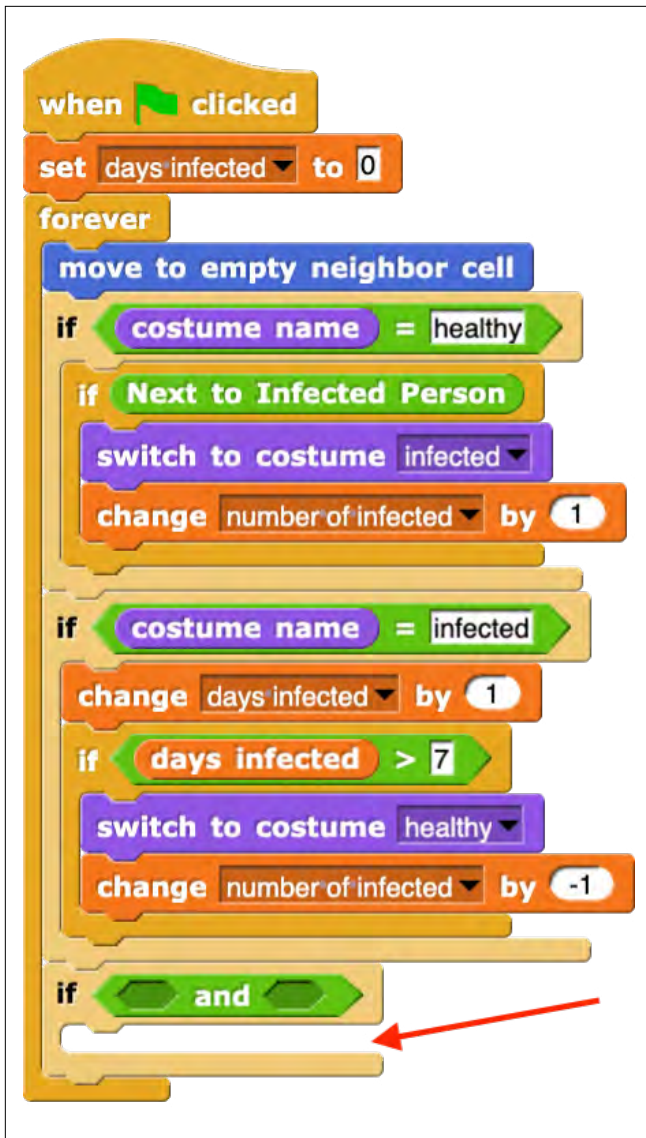 when clicked
set days infected to 0
forever
move to empty neighbor cell
if costume name = healthy
if Next to Infected Person
switch to costume infected
change number of infected by 1
if costume name = infected
change days infected by 1
if days infected > 7
switch to costume healthy
change number of infected by -1
if and